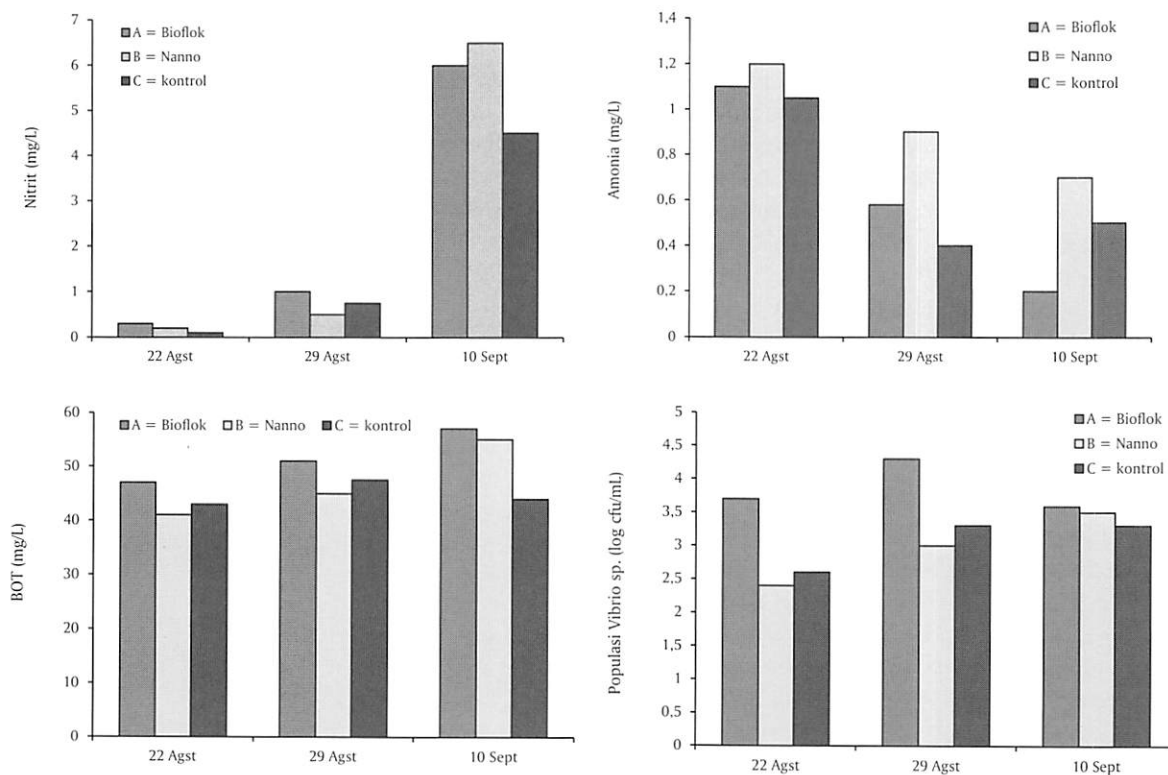 Nitrit (mg/L)
7
6
5
4
3
2
1
0
A = Bioflok
B = Nanno
C = kontrol
22 Agst 29 Agst 10 Sept
Amonia (mg/L)
1,4
1,2
1
0,8
0,6
0,4
0,2
0
A = Bioflok
B = Nanno
C = kontrol
22 Agst 29 Agst 10 Sept
BOT (mg/L)
60
50
40
30
20
10
0
A = Bioflok B = Nanno C = kontrol
22 Agst 29 Agst 10 Sept
Populasi Vibrio sp. (log cfu/mL)
5
4,5
4
3,5
3
2,5
2
1,5
1
0,5
0
A = Bioflok
B = Nanno
C = kontrol
22 Agst 29 Agst 10 Sept